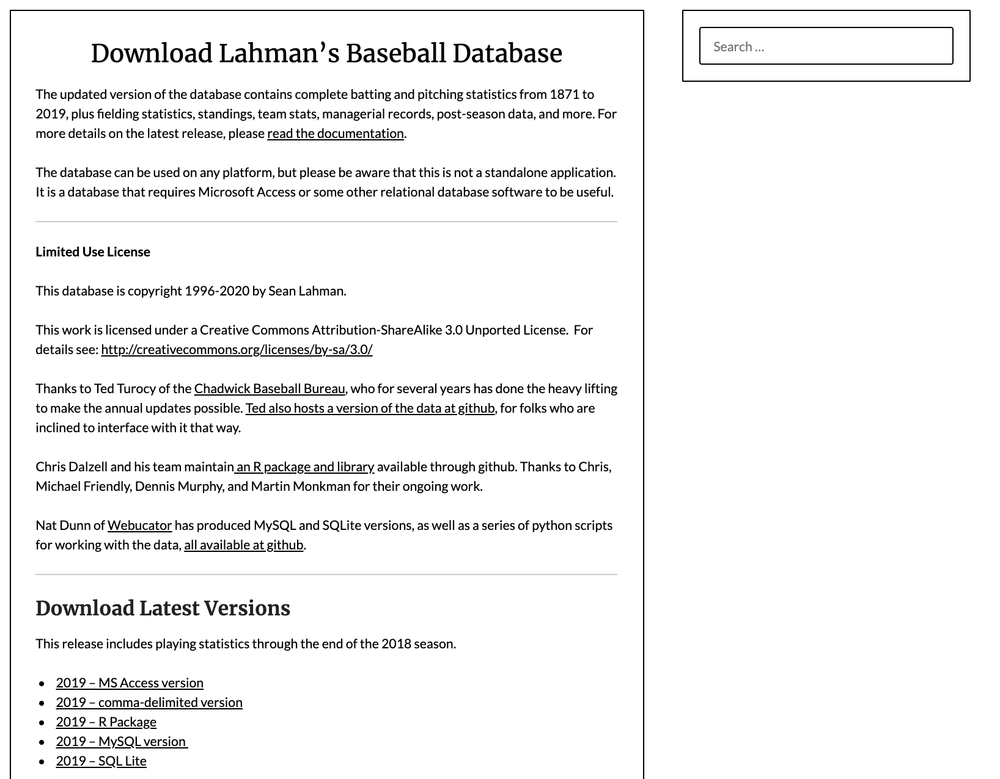 Download Lahman’s Baseball Database
The updated version of the database contains complete batting and pitching statistics from 1871 to
2019, plus fielding statistics, standings, team stats, managerial records, post-season data, and more. For
more details on the latest release, please read the documentation.
The database can be used on any platform, but please be aware that this is not a standalone application.
It is a database that requires Microsoft Access or some other relational database software to be useful.
Limited Use License
This database is copyright 1996-2020 by Sean Lahman.
This work is licensed under a Creative Commons Attribution-ShareAlike 3.0 Unported License.  For
details see: http://creativecommons.org/licenses/by-sa/3.0/
Thanks to Ted Turocy of the Chadwick Baseball Bureau, who for several years has done the heavy lifting
to make the annual updates possible. Ted also hosts a version of the data at github, for folks who are
inclined to interface with it that way.
Chris Dalzell and his team maintain an R package and library available through github. Thanks to Chris,
Michael Friendly, Dennis Murphy, and Martin Monkman for their ongoing work.
Nat Dunn of Webucator has produced MySQL and SQLite versions, as well as a series of python scripts
for working with the data, all available at github.
Download Latest Versions
This release includes playing statistics through the end of the 2018 season.
• 2019 – MS Access version
• 2019 – comma-delimited version
• 2019 – R Package
• 2019 – MySQL version
• 2019 – SQL Lite
Search …